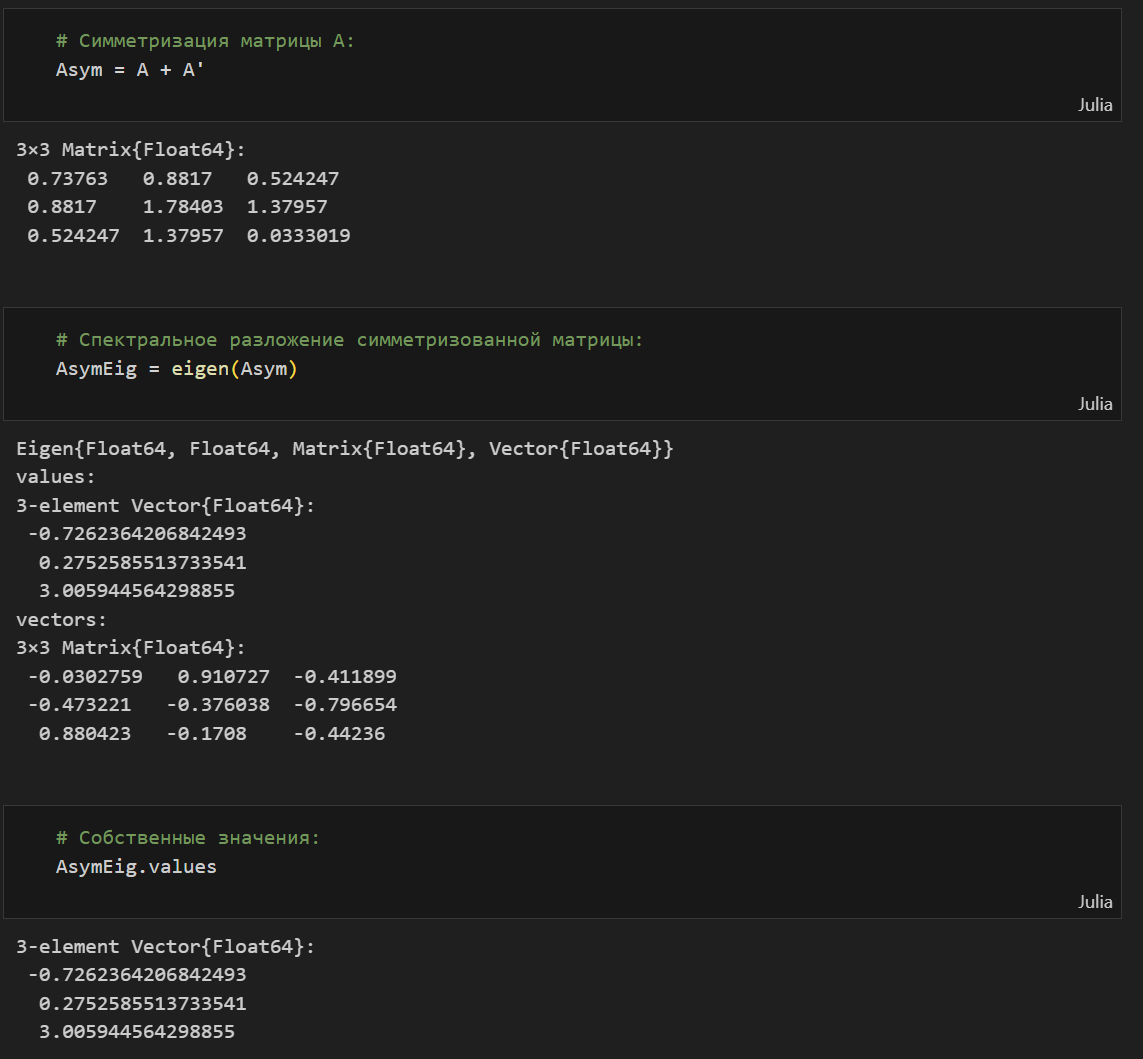 # Симметризация матрицы A:
Asym = A + A'
Julia
3×3 Matrix{Float64}:
0.73763 0.8817 0.524247
0.8817 1.78403 1.37957
0.524247 1.37957 0.0333019
# Спектральное разложение симметризованной матрицы:
AsymEig = eigen(Asym)
Julia
Eigen{Float64, Float64, Matrix{Float64}, Vector{Float64}}
values:
3-element Vector{Float64}:
-0.7262364206842493
0.2752585513733541
3.005944564298855
vectors:
3×3 Matrix{Float64}:
-0.0302759 0.910727 -0.411899
-0.473221 -0.376038 -0.796654
0.880423 -0.1708 -0.44236
# Собственные значения:
AsymEig.values
Julia
3-element Vector{Float64}:
-0.7262364206842493
0.2752585513733541
3.005944564298855